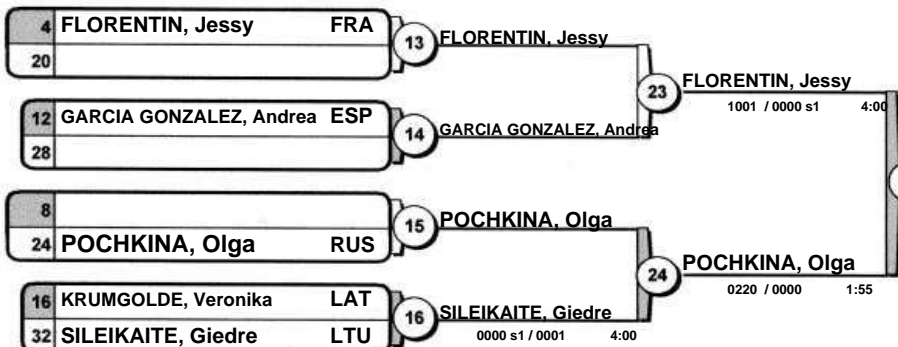 4 FLORENTIN, Jessy FRA
20
13 FLORENTIN, Jessy
12 GARCIA GONZALEZ, Andrea ESP
28
14 GARCIA GONZALEZ, Andrea
23 FLORENTIN, Jessy
1001 / 0000 s1 4:00
8
24 POCHKINA, Olga RUS
15 POCHKINA, Olga
16 KRUMGOLDE, Veronika LAT
32 SILEIKAITE, Giedre LTU
16 SILEIKAITE, Giedre
0000 s1 / 0001 4:00
24 POCHKINA, Olga
0220 / 0000 1:55